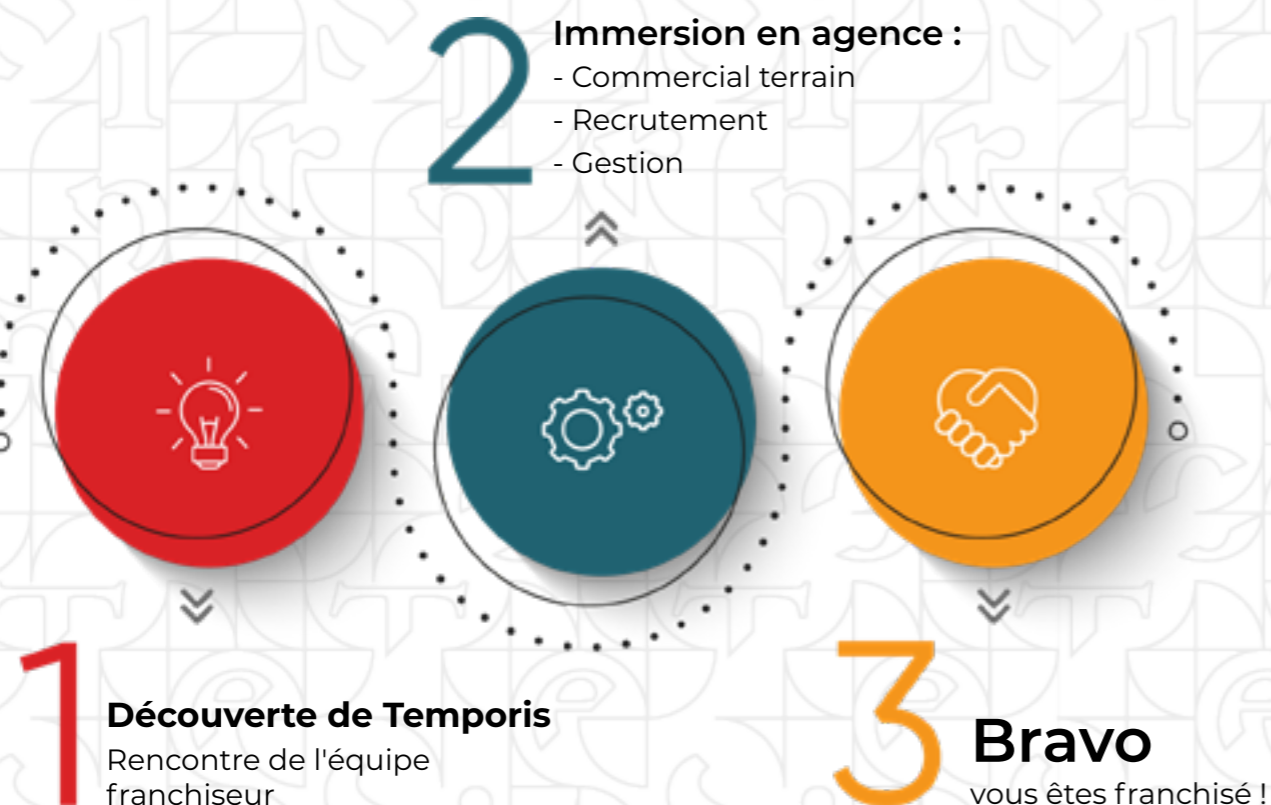 1
Découverte de Temporis
Rencontre de l'équipe
franchiseur
2
Immersion en agence :
- Commercial terrain
- Recrutement
- Gestion
3
Bravo
vous êtes franchisé !